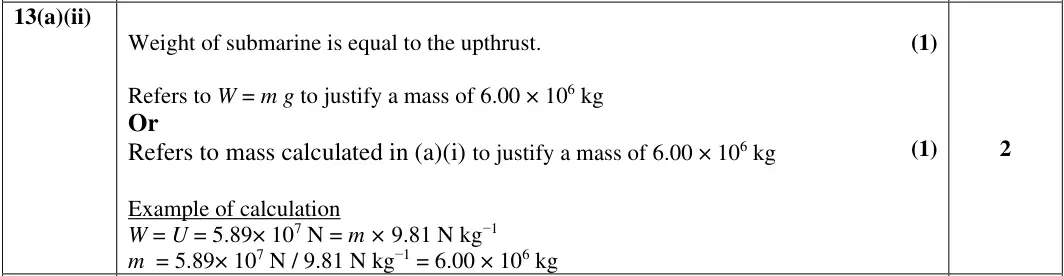 13(a)(ii)
Weight of submarine is equal to the upthrust. (1)
Refers to W = m g to justify a mass of 6.00 × 10⁶ kg
Or
Refers to mass calculated in (a)(i) to justify a mass of 6.00 × 10⁶ kg (1) 2
Example of calculation
W = U = 5.89× 10⁷ N = m × 9.81 N kg⁻¹
m = 5.89× 10⁷ N / 9.81 N kg⁻¹ = 6.00 × 10⁶ kg